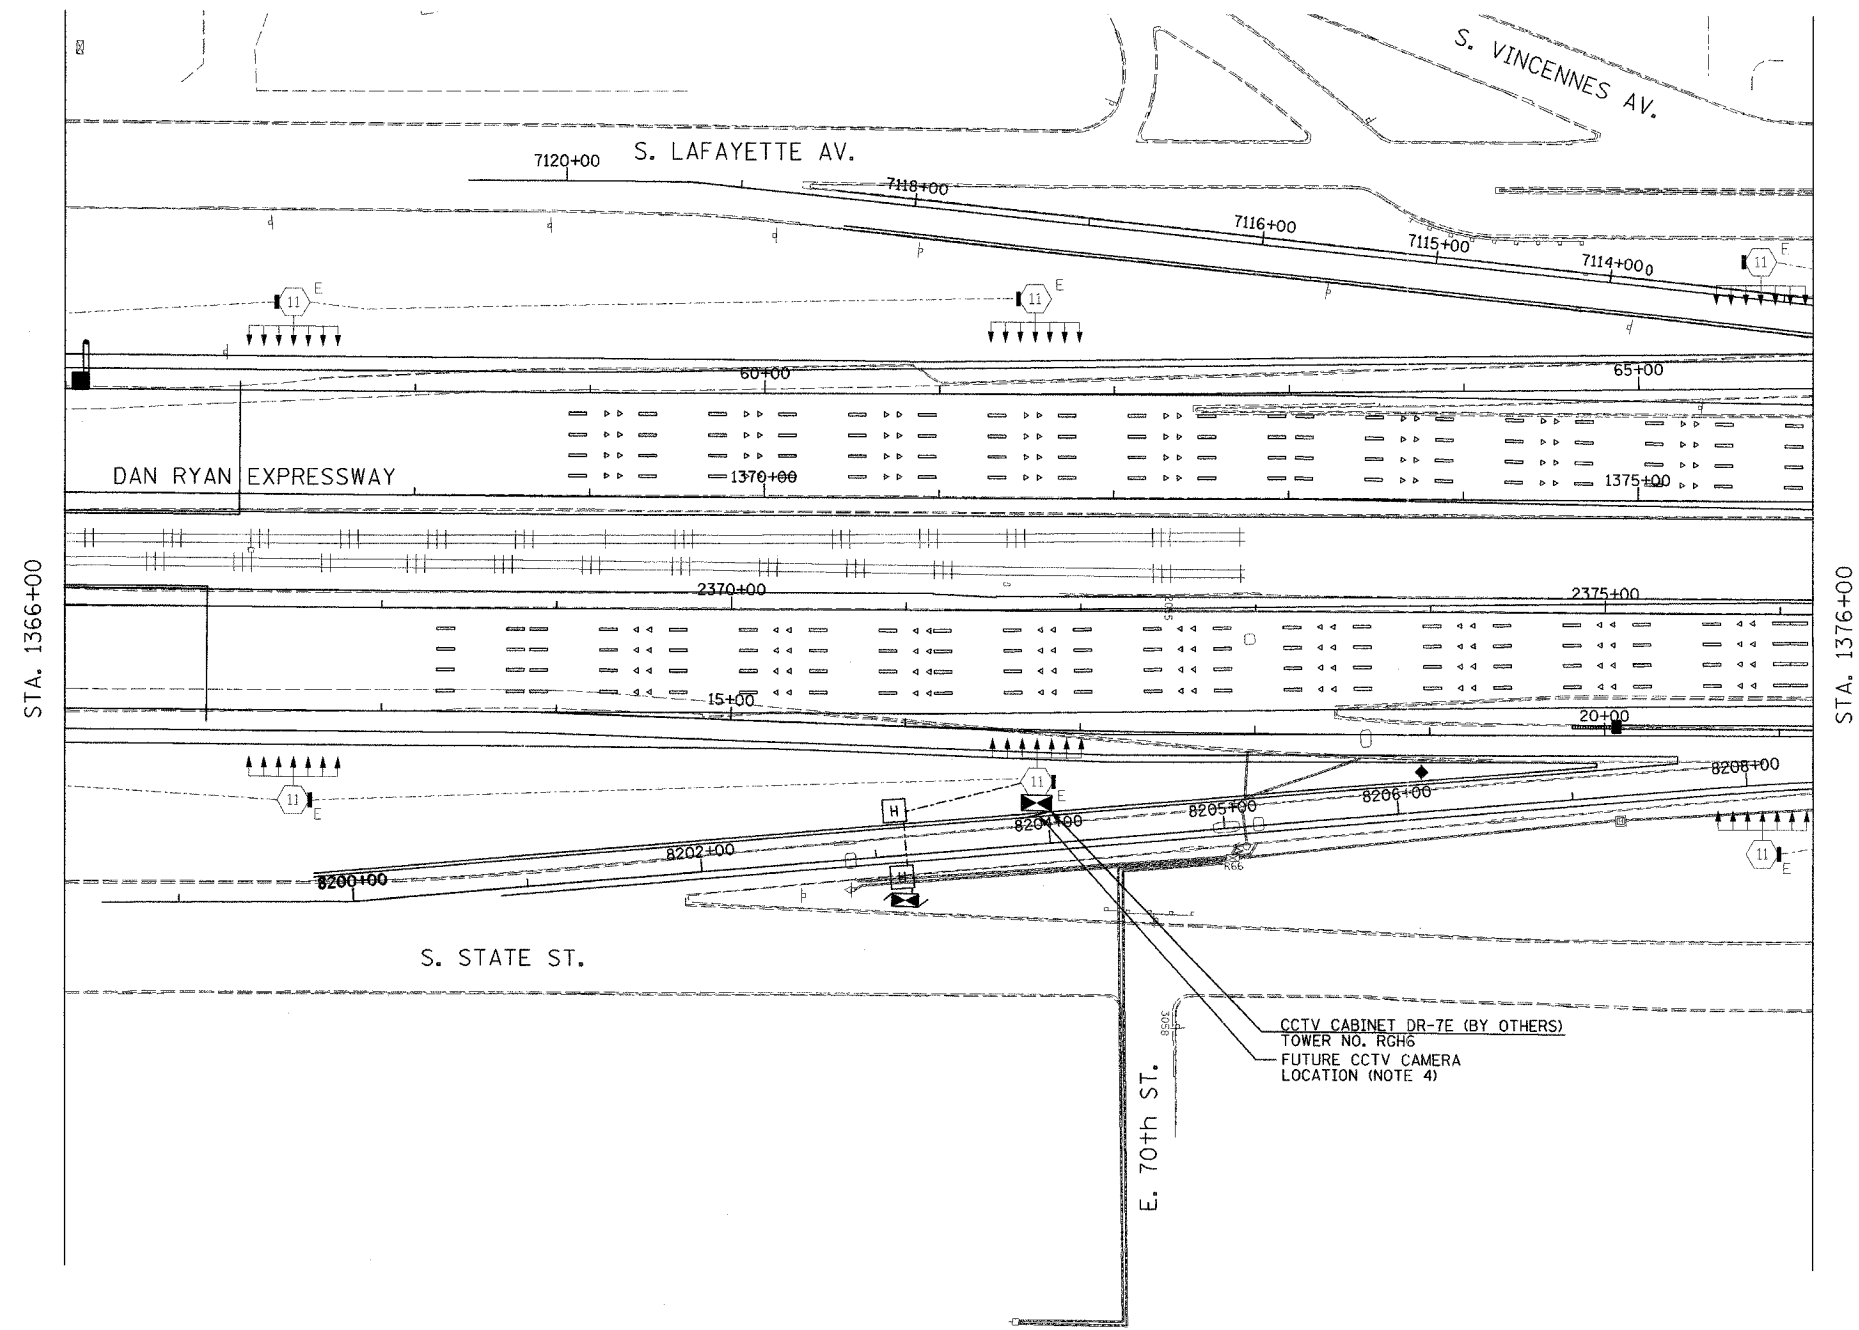 S. VINCENNES AV.
S. LAFAYETTE AV.
7120+00
7118+00
7116+00
7115+00
7114+00
11
E
11
E
11
E
60+00
65+00
DAN RYAN EXPRESSWAY
1370+00
1375+00
STA. 1366+00
STA. 1376+00
2370+00
2375+00
15+00
20+00
11
E
11
E
11
E
H
H
8200+00
8202+00
8204+00
8205+00
8206+00
8208+00
R66
S. STATE ST.
3058
E. 70th ST.
CCTV CABINET DR-7E (BY OTHERS)
TOWER NO. RGH6
FUTURE CCTV CAMERA
LOCATION (NOTE 4)